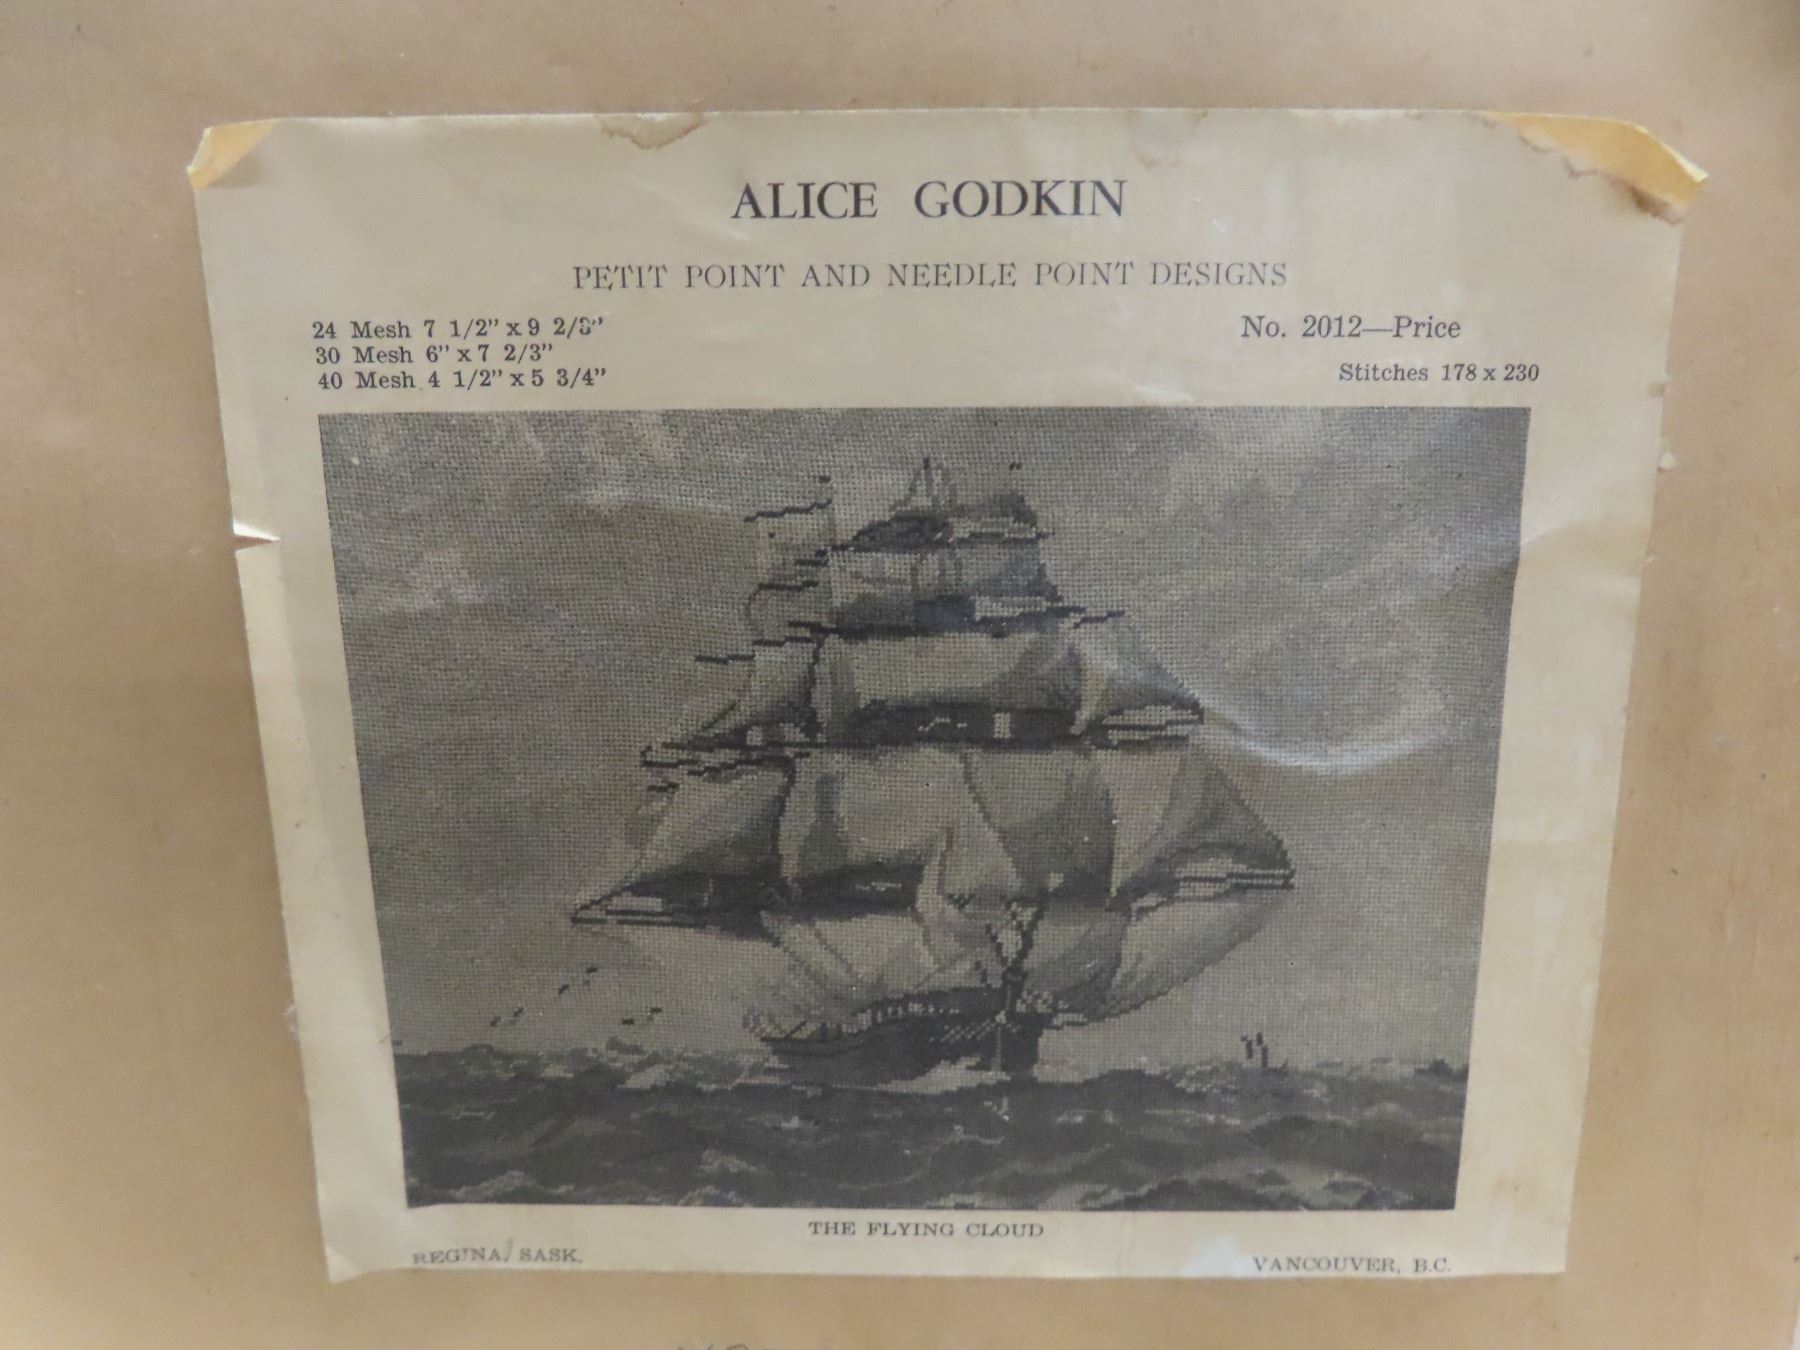 ALICE GODKIN
PETIT POINT AND NEEDLE POINT DESIGNS
24 Mesh 7 1/2" x 9 2/3"
30 Mesh 6" x 7 2/3"
40 Mesh 4 1/2" x 5 3/4"
No. 2012—Price
Stitches 178 x 230
THE FLYING CLOUD
REGINA, SASK.
VANCOUVER, B.C.